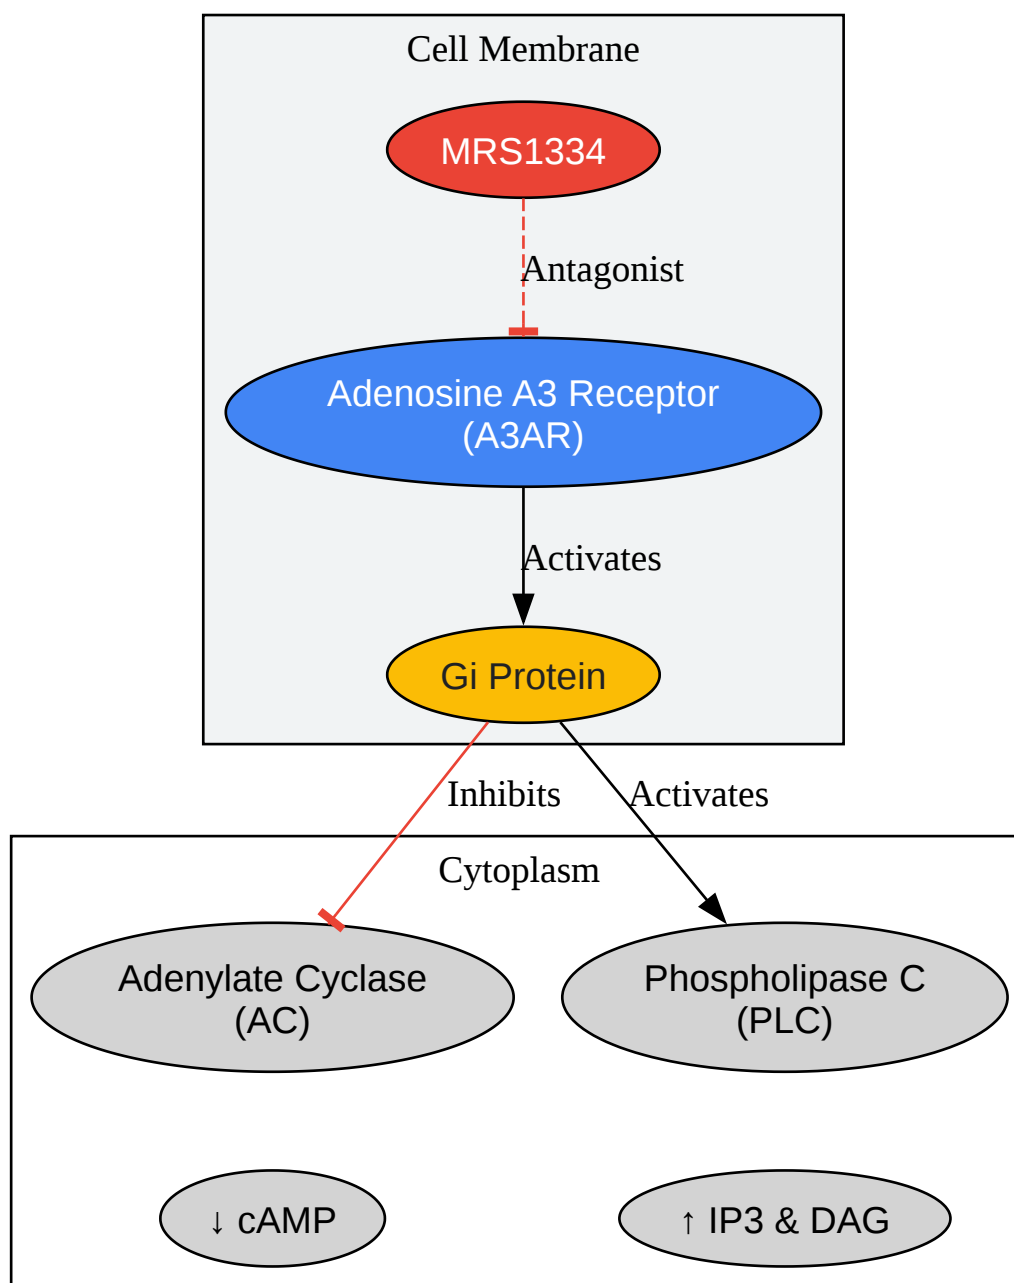 Cell Membrane
MRS1334
Antagonist
Adenosine A3 Receptor
(A3AR)
Activates
Gi Protein
Inhibits
Activates
Cytoplasm
Adenylate Cyclase
(AC)
Phospholipase C
(PLC)
↓ cAMP
↑ IP3 & DAG